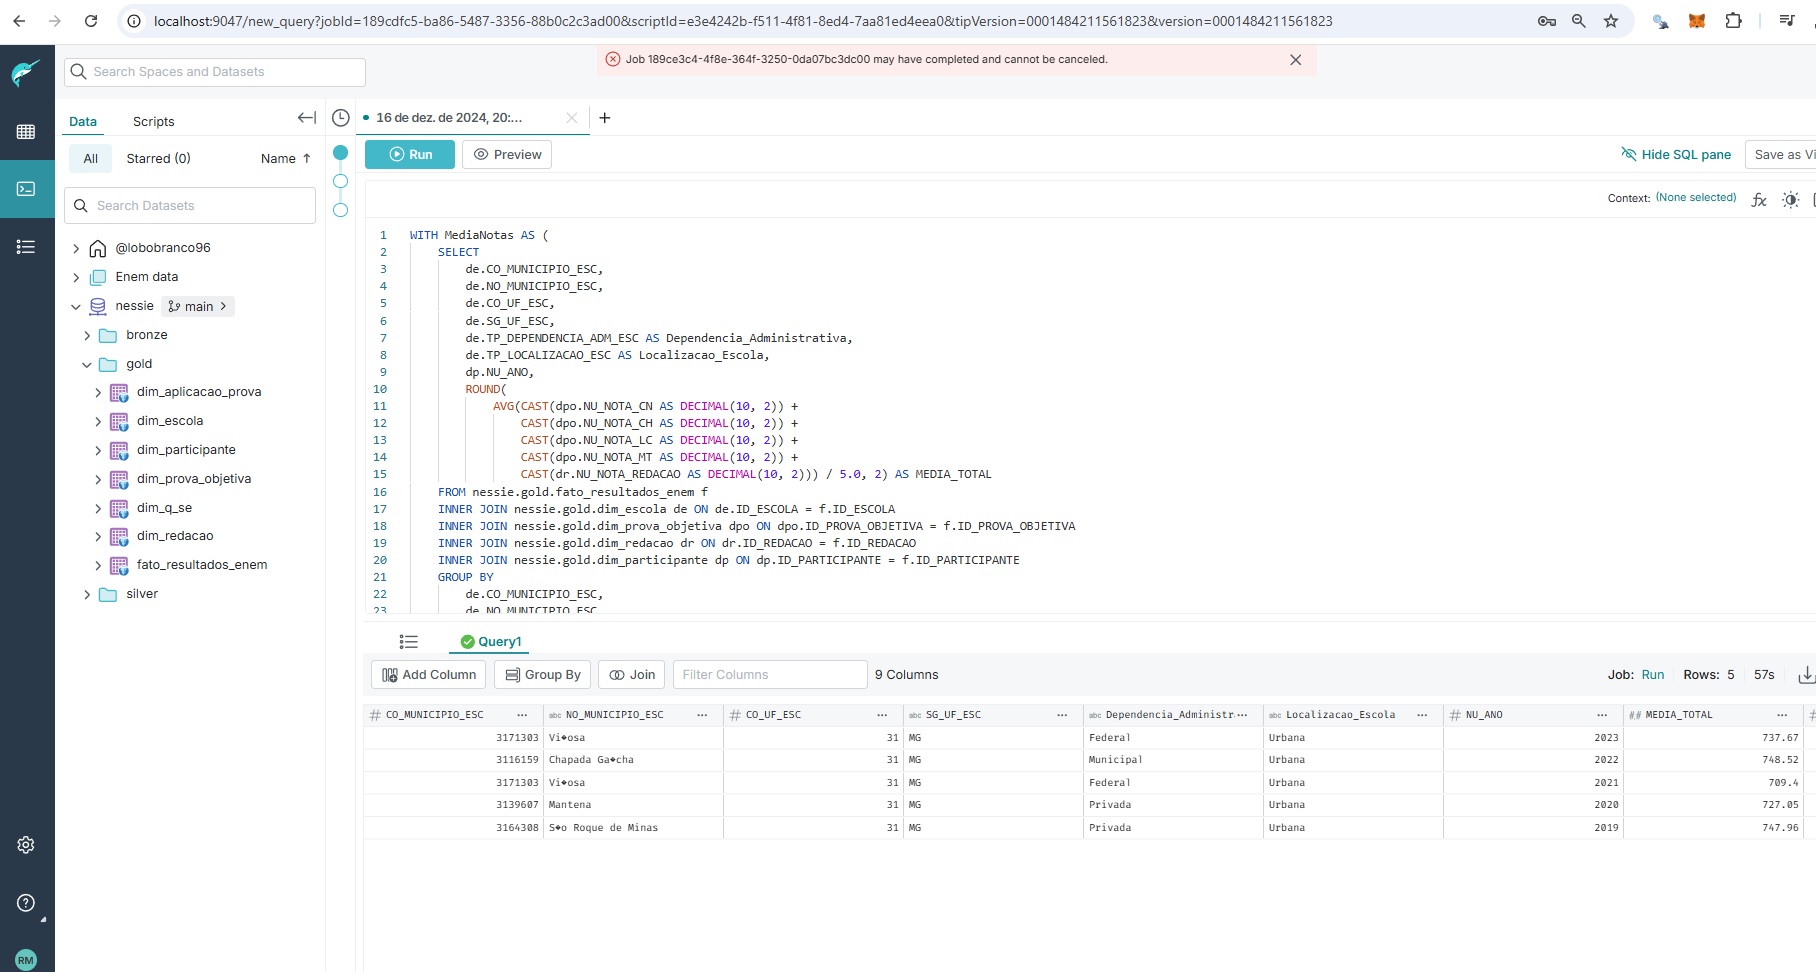 localhost:9047/new_query?jobId=189cdfc5-ba86-5487-3356-88b0c2c3ad00&scriptId=e3e4242b-f511-4f81-8ed4-7aa81ed4eea0&tipVersion=0001484211561823&version=0001484211561823
Search Spaces and Datasets
Job 189ce3c4-4f8e-364f-3250-0da07bc3dc00 may have completed and cannot be canceled.
Data Scripts
16 de dez. de 2024, 20:...
All Starred (0) Name
Run Preview
Hide SQL pane Save as Vi
Search Datasets
Context: (None selected) fx
@lobobranco96
Enem data
nessie main
bronze
gold
dim_aplicacao_prova
dim_escola
dim_participante
dim_prova_objetiva
dim_q_se
dim_redacao
fato_resultados_enem
silver
1 WITH MediaNotas AS (
2 SELECT
3 de.CO_MUNICIPIO_ESC,
4 de.NO_MUNICIPIO_ESC,
5 de.CO_UF_ESC,
6 de.SG_UF_ESC,
7 de.TP_DEPENDENCIA_ADM_ESC AS Dependencia_Administrativa,
8 de.TP_LOCALIZACAO_ESC AS Localizacao_Escola,
9 dp.NU_ANO,
10 ROUND(
11 AVG(CAST(dpo.NU_NOTA_CN AS DECIMAL(10, 2)) +
12 CAST(dpo.NU_NOTA_CH AS DECIMAL(10, 2)) +
13 CAST(dpo.NU_NOTA_LC AS DECIMAL(10, 2)) +
14 CAST(dpo.NU_NOTA_MT AS DECIMAL(10, 2)) +
15 CAST(dr.NU_NOTA_REDACAO AS DECIMAL(10, 2))) / 5.0, 2) AS MEDIA_TOTAL
16 FROM nessie.gold.fato_resultados_enem f
17 INNER JOIN nessie.gold.dim_escola de ON de.ID_ESCOLA = f.ID_ESCOLA
18 INNER JOIN nessie.gold.dim_prova_objetiva dpo ON dpo.ID_PROVA_OBJETIVA = f.ID_PROVA_OBJETIVA
19 INNER JOIN nessie.gold.dim_redacao dr ON dr.ID_REDACAO = f.ID_REDACAO
20 INNER JOIN nessie.gold.dim_participante dp ON dp.ID_PARTICIPANTE = f.ID_PARTICIPANTE
21 GROUP BY
22 de.CO_MUNICIPIO_ESC,
23 de.NO_MUNICIPIO_ESC
Query1
Add Column Group By Join Filter Columns 9 Columns Job: Run Rows: 5 57s
# CO_MUNICIPIO_ESC ... abc NO_MUNICIPIO_ESC ... # CO_UF_ESC ... abc SG_UF_ESC ... abc Dependencia_Administr... abc Localizacao_Escola ... # NU_ANO ... ## MEDIA_TOTAL ... #
3171303 Vi�osa 31 MG Federal Urbana 2023 737.67
3116159 Chapada Ga�cha 31 MG Municipal Urbana 2022 748.52
3171303 Vi�osa 31 MG Federal Urbana 2021 709.4
3139607 Mantena 31 MG Privada Urbana 2020 727.05
3164308 S�o Roque de Minas 31 MG Privada Urbana 2019 747.96
RM